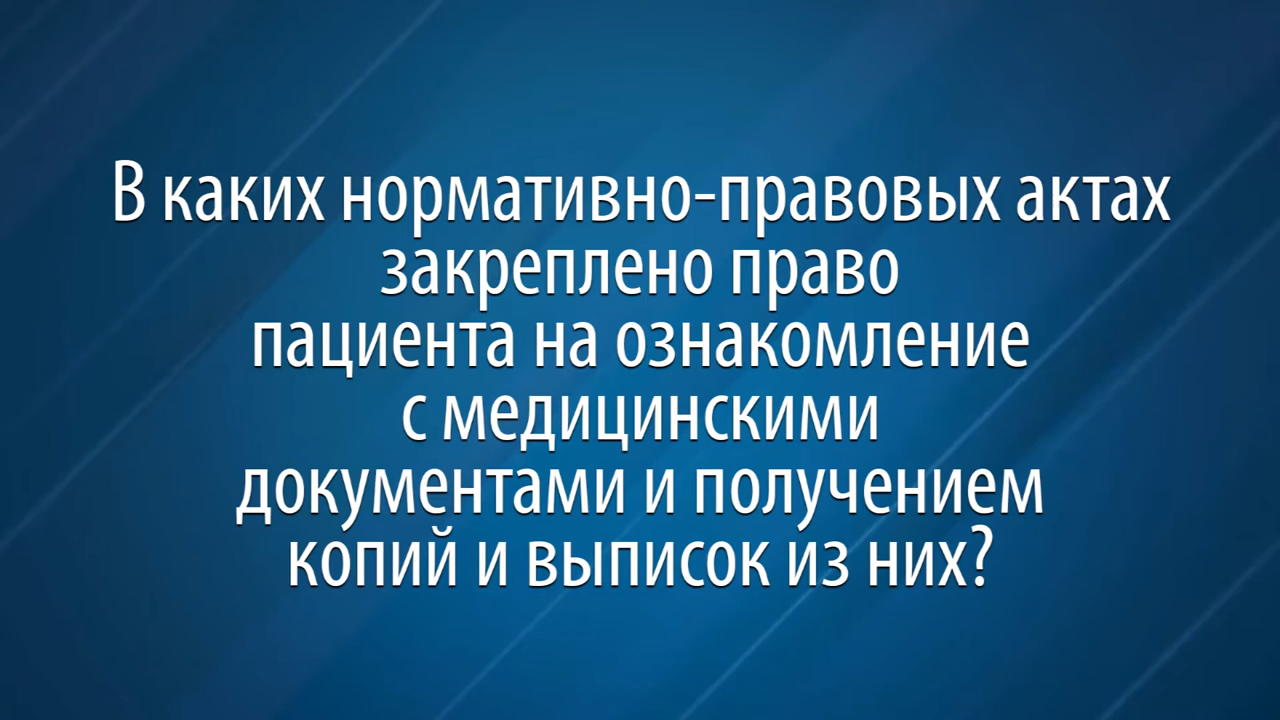 В каких нормативно-правовых актах
закреплено право
пациента на ознакомление
с медицинскими
документами и получением
копий и выписок из них?